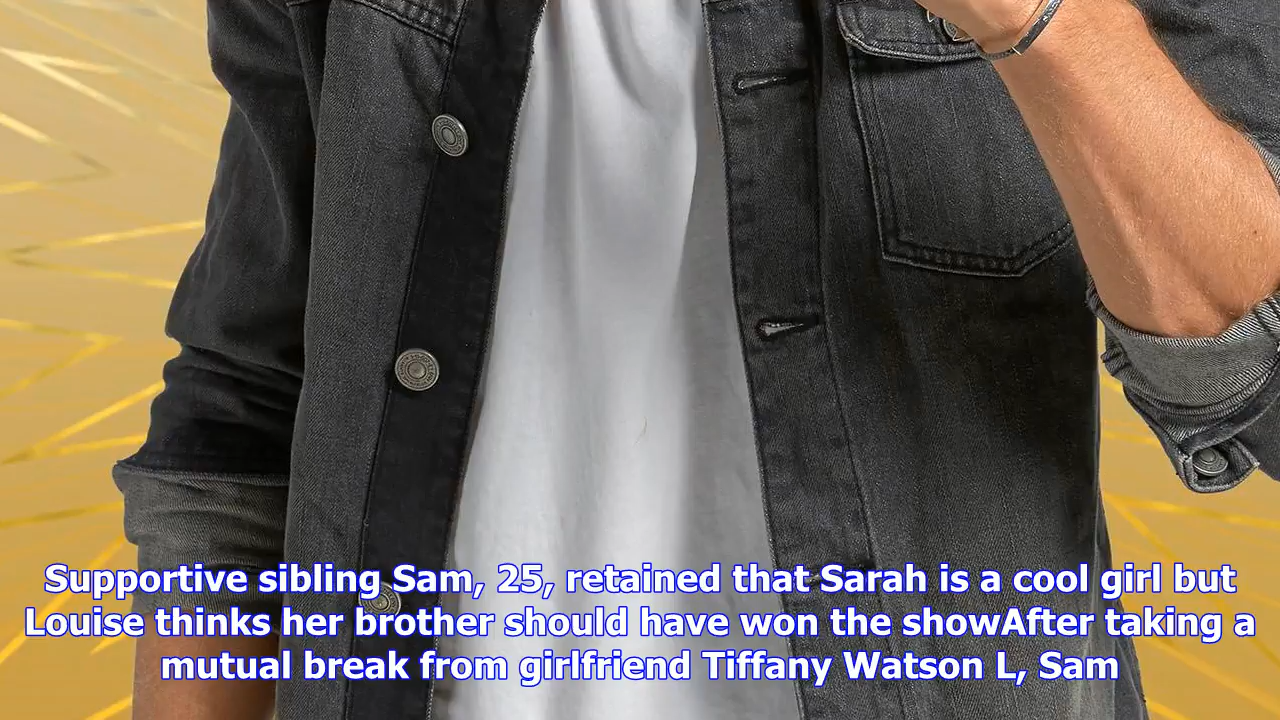 Supportive sibling Sam, 25, retained that Sarah is a cool girl but
Louise thinks her brother should have won the showAfter taking a
mutual break from girlfriend Tiffany Watson L, Sam